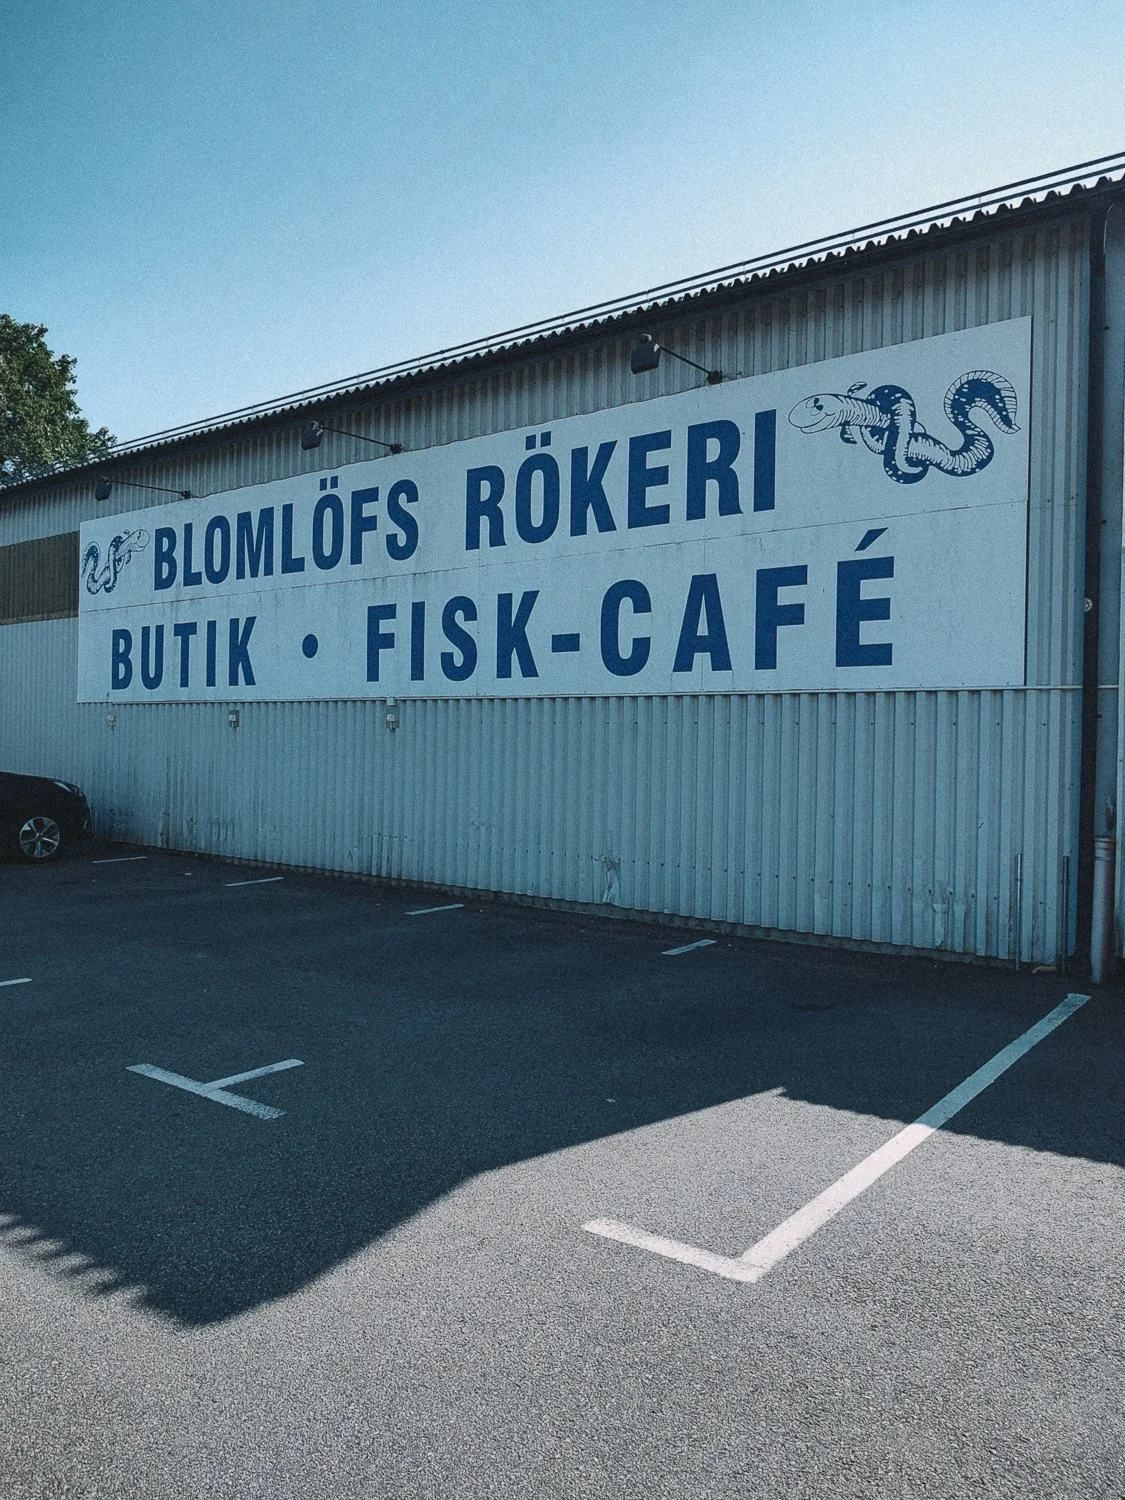 BLOMLÖFS RÖKERI
BUTIK • FISK-CAFÉ